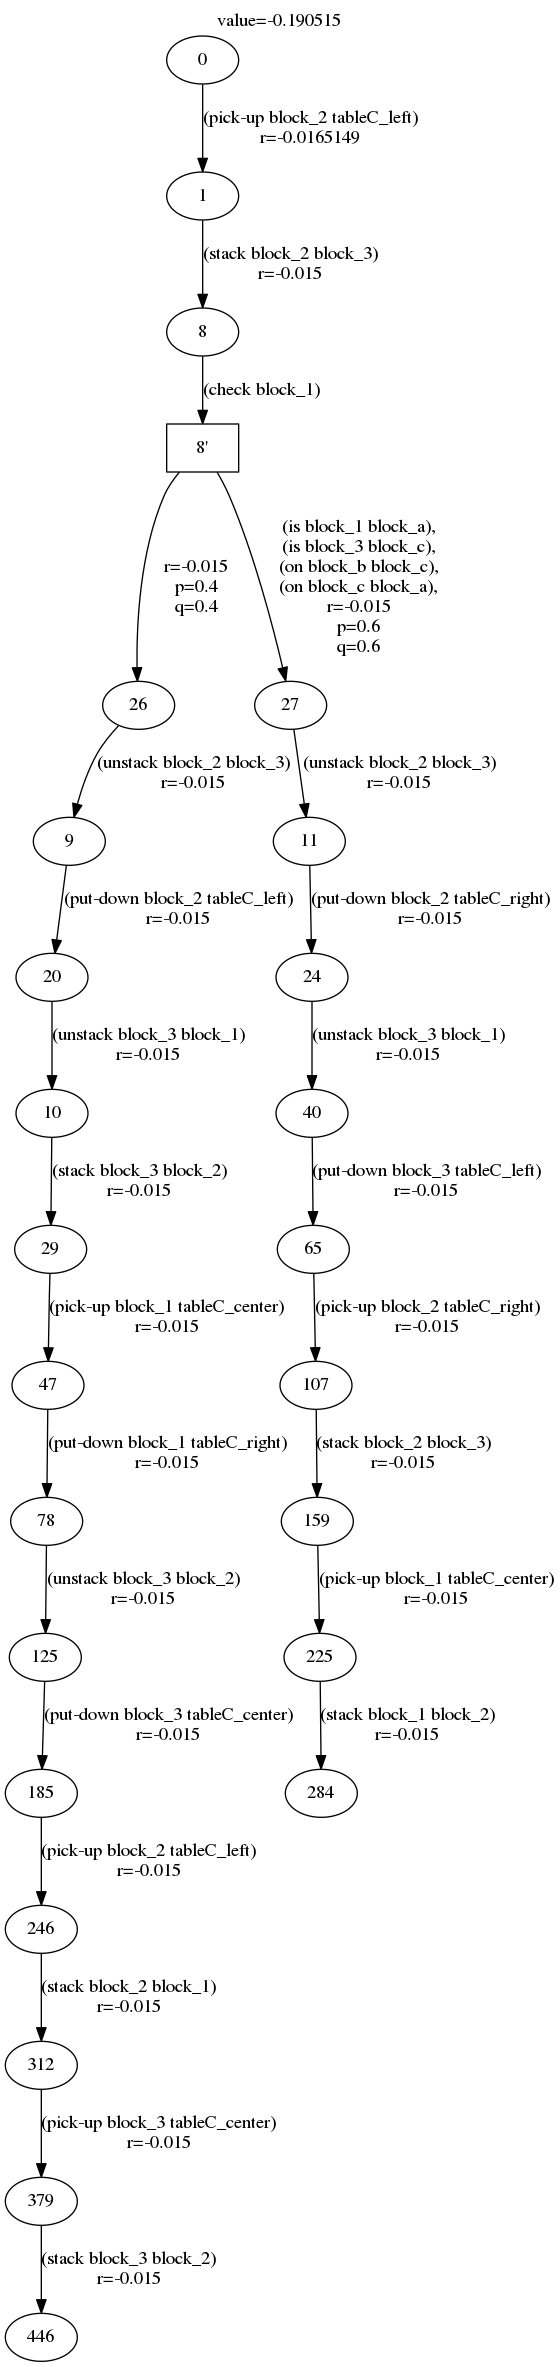 value=-0.190515
0
(pick-up block_2 tableC_left)
r=-0.0165149
1
(stack block_2 block_3)
r=-0.015
8
(check block_1)
8'
r=-0.015
p=0.4
q=0.4
(is block_1 block_a),
(is block_3 block_c),
(on block_b block_c),
(on block_c block_a),
r=-0.015
p=0.6
q=0.6
26
(unstack block_2 block_3)
r=-0.015
9
(put-down block_2 tableC_left)
r=-0.015
20
(unstack block_3 block_1)
r=-0.015
10
(stack block_3 block_2)
r=-0.015
29
(pick-up block_1 tableC_center)
r=-0.015
47
(put-down block_1 tableC_right)
r=-0.015
78
(unstack block_3 block_2)
r=-0.015
125
(put-down block_3 tableC_center)
r=-0.015
185
(pick-up block_2 tableC_left)
r=-0.015
246
(stack block_2 block_1)
r=-0.015
312
(pick-up block_3 tableC_center)
r=-0.015
379
(stack block_3 block_2)
r=-0.015
446
27
(unstack block_2 block_3)
r=-0.015
11
(put-down block_2 tableC_right)
r=-0.015
24
(unstack block_3 block_1)
r=-0.015
40
(put-down block_3 tableC_left)
r=-0.015
65
(pick-up block_2 tableC_right)
r=-0.015
107
(stack block_2 block_3)
r=-0.015
159
(pick-up block_1 tableC_center)
r=-0.015
225
(stack block_1 block_2)
r=-0.015
284